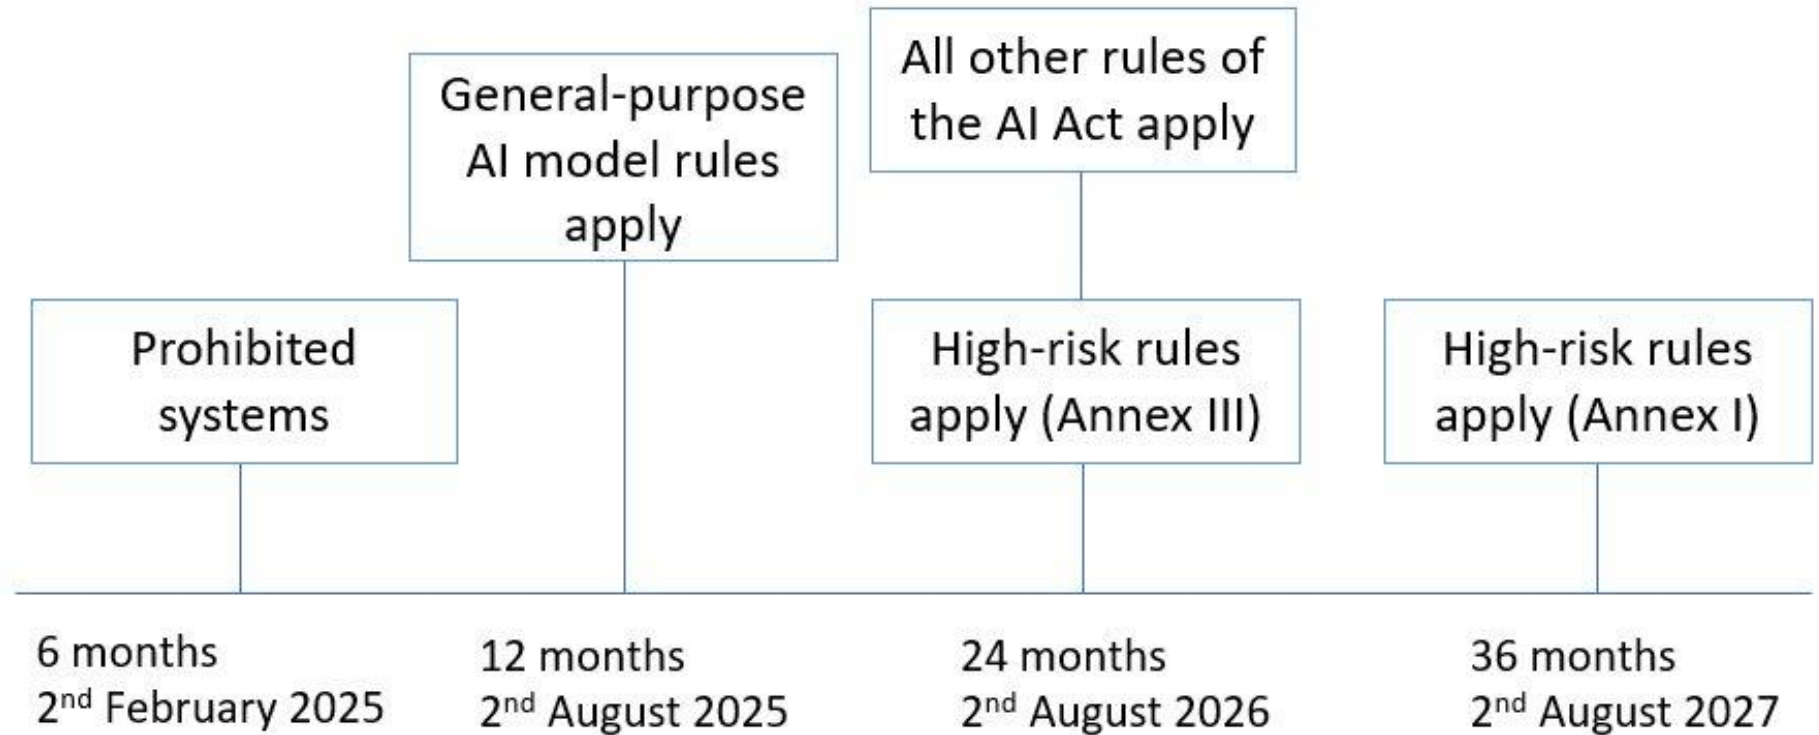 Prohibited
systems
6 months
2nd February 2025
General-purpose
AI model rules
apply
12 months
2nd August 2025
All other rules of
the AI Act apply
High-risk rules
apply (Annex III)
24 months
2nd August 2026
High-risk rules
apply (Annex I)
36 months
2nd August 2027